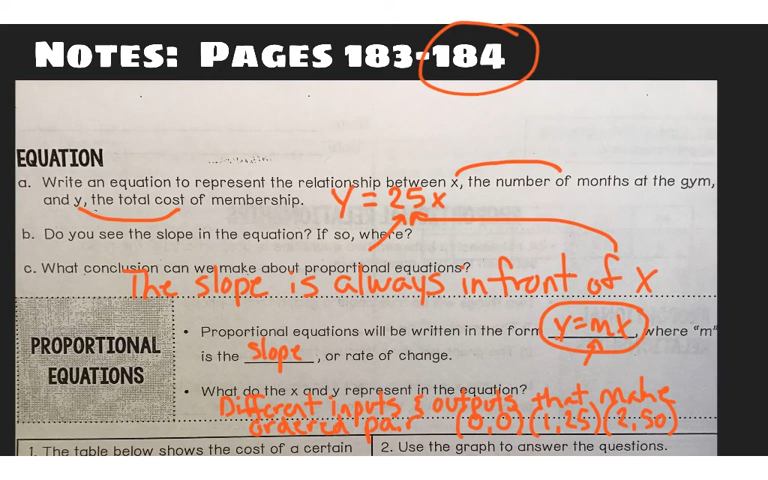 NOTES: PAGES 183-184
EQUATION
a. Write an equation to represent the relationship between x, the number of months at the gym,
and y, the total cost of membership. Y = 25x
b. Do you see the slope in the equation? If so, where?
c. What conclusion can we make about proportional equations?
The slope is always in front of x
• Proportional equations will be written in the form y=mx, where "m"
PROPORTIONAL
EQUATIONS
is the slope, or rate of change.
• What do the x and y represent in the equation?
Different inputs & outputs that make
ordered pair (0,0) (1,25) (2,50)
1. The table below shows the cost of a certain
2. Use the graph to answer the questions.